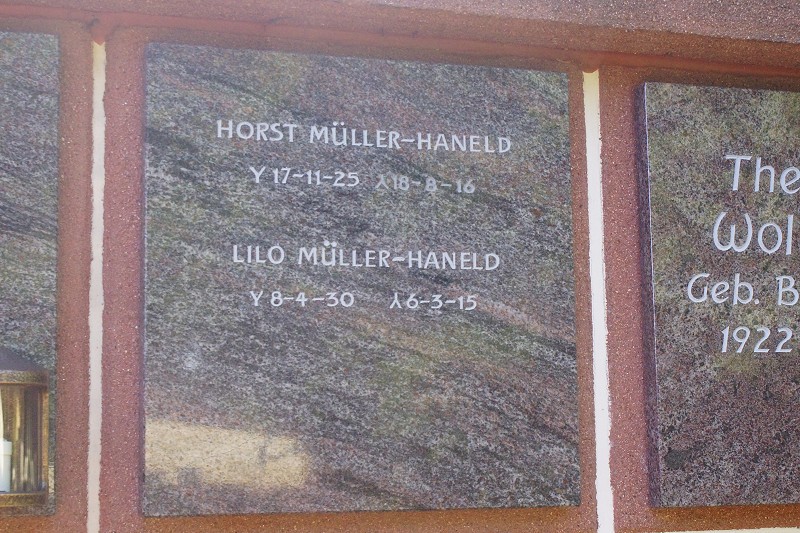 HORST MÜLLER-HANELD
Y 17-11-25 ⅄ 18-8-16
LILO MÜLLER-HANELD
Y 8-4-30 ⅄ 6-3-15
Geb.
1922